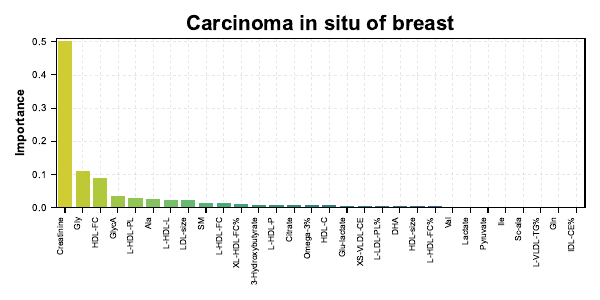 Carcinoma in situ of breast
Importance
0.5
0.4
0.3
0.2
0.1
0.0
Creatinine
Gly
HDL-FC
GlycA
L-HDL-PL
Ala
L-HDL-L
LDL-size
SM
L-HDL-FC
XL-HDL-FC%
3-Hydroxybutyrate
L-HDL-P
Citrate
Omega-3%
HDL-C
Glu-lactate
XS-VLDL-CE
L-LDL-PL%
DHA
HDL-size
L-HDL-FC%
Val
Lactate
Pyruvate
Ile
L-VLDL-TG%
Gln
IDL-CE%